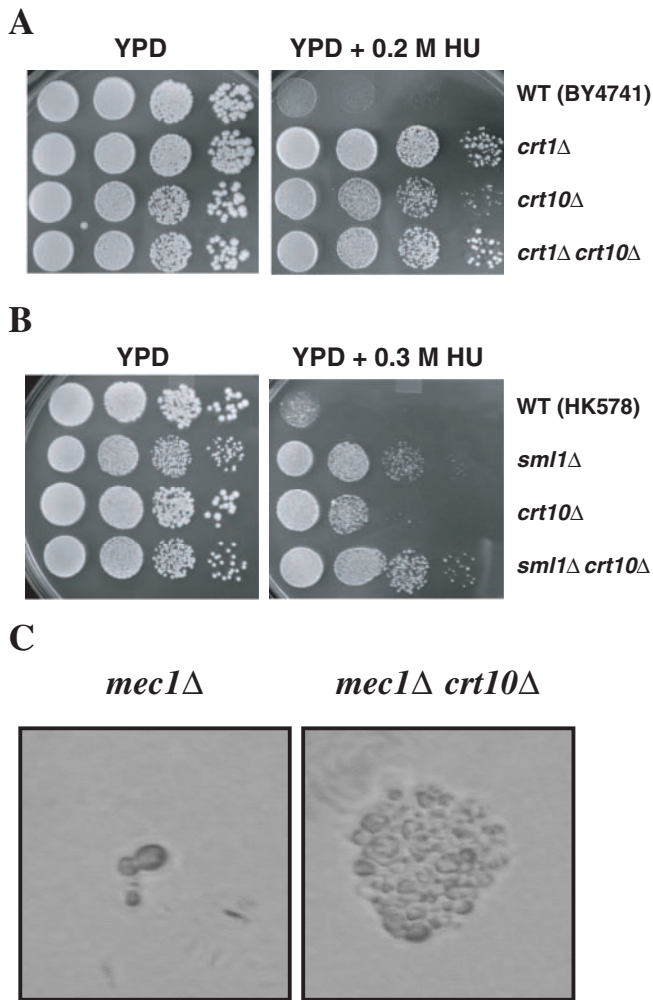 A
YPD YPD + 0.2 M HU
WT (BY4741)
crt1Δ
crt10Δ
crt1Δ crt10Δ
B
YPD YPD + 0.3 M HU
WT (HK578)
sml1Δ
crt10Δ
sml1Δ crt10Δ
C
mec1Δ mec1Δ crt10Δ